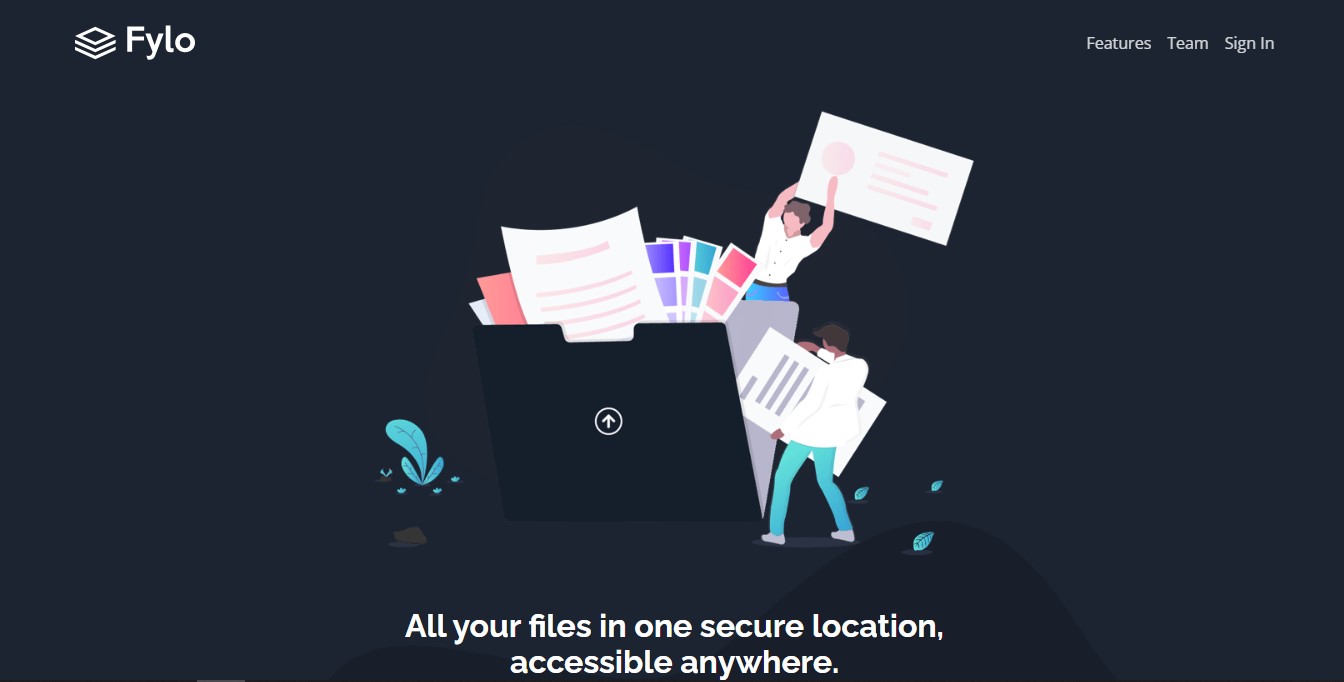 Fylo
Features Team Sign In
All your files in one secure location,
accessible anywhere.